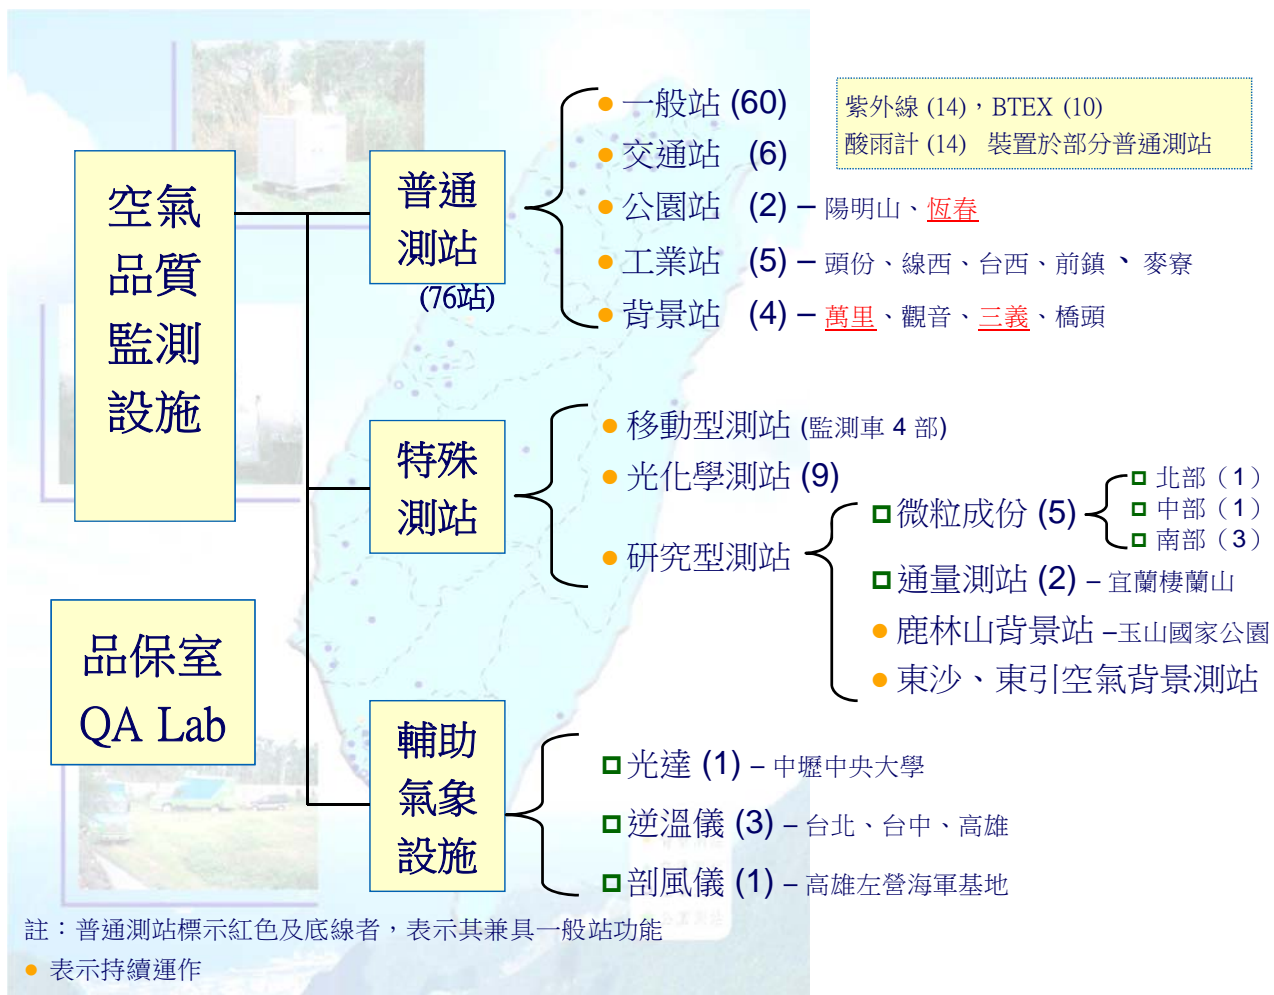 空氣
品質
監測
設施
品保室
QA Lab
普通
測站
(76站)
一般站 (60)
交通站 (6)
公園站 (2) – 陽明山、恆春
工業站 (5) – 頭份、線西、台西、前鎮、麥寮
背景站 (4) – 萬里、觀音、三義、橋頭
紫外線 (14)，BTEX (10)
酸雨計 (14) 裝置於部分普通測站
特殊
測站
移動型測站 (監測車 4 部)
光化學測站 (9)
研究型測站
微粒成份 (5)
北部（1）
中部（1）
南部（3）
通量測站 (2) – 宜蘭棲蘭山
鹿林山背景站 –玉山國家公園
東沙、東引空氣背景測站
輔助
氣象
設施
光達 (1) – 中壢中央大學
逆溫儀 (3) – 台北、台中、高雄
剖風儀 (1) – 高雄左營海軍基地
註：普通測站標示紅色及底線者，表示其兼具一般站功能
表示持續運作